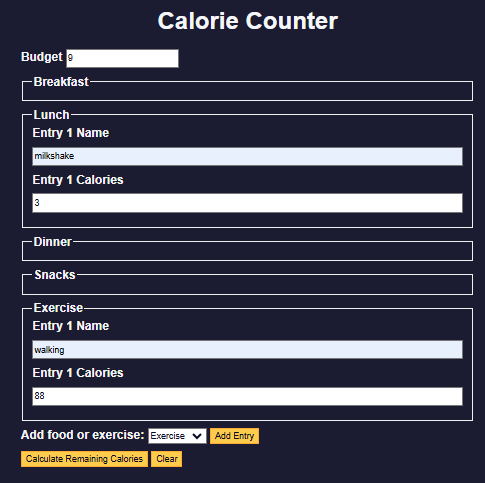 Calorie Counter
Budget 9
Breakfast
Lunch
Entry 1 Name
milkshake
Entry 1 Calories
3
Dinner
Snacks
Exercise
Entry 1 Name
walking
Entry 1 Calories
88
Add food or exercise: Exercise Add Entry
Calculate Remaining Calories Clear